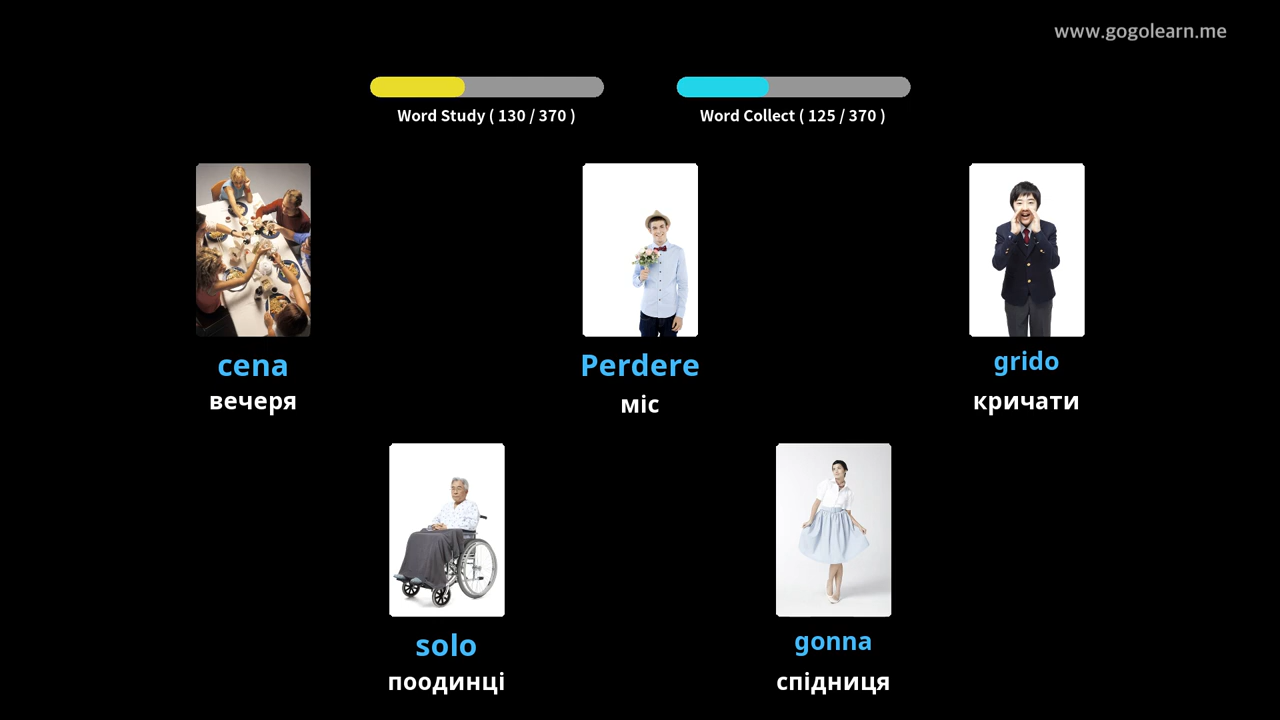 www.gogolearn.me
Word Study ( 130 / 370 )
Word Collect ( 125 / 370 )
cena
вечеря
Perdere
міс
grido
кричати
solo
поодинці
gonna
спідниця